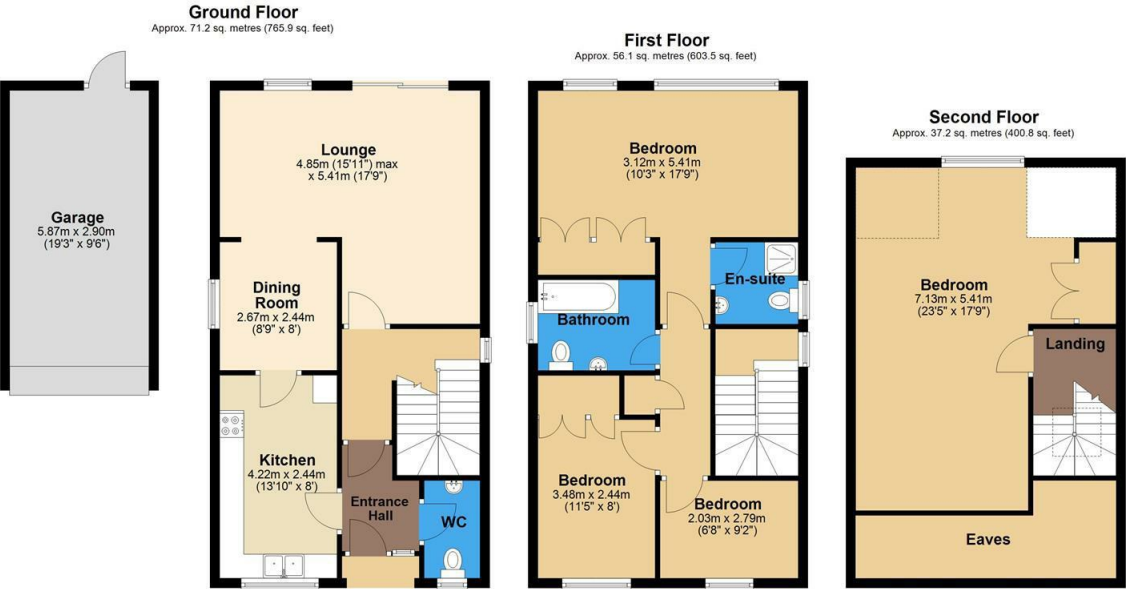 Ground Floor
Approx. 71.2 sq. metres (765.9 sq. feet)
Garage
5.87m x 2.90m
(19'3" x 9'6")
Lounge
4.85m (15'11") max
x 5.41m (17'9")
Dining
Room
2.67m x 2.44m
(8'9" x 8')
Kitchen
4.22m x 2.44m
(13'10" x 8')
Entrance
Hall
WC
First Floor
Approx. 56.1 sq. metres (603.5 sq. feet)
Bedroom
3.12m x 5.41m
(10'3" x 17'9")
En-suite
Bathroom
Bedroom
3.48m x 2.44m
(11'5" x 8')
Bedroom
2.03m x 2.79m
(6'8" x 9'2")
Second Floor
Approx. 37.2 sq. metres (400.8 sq. feet)
Bedroom
7.13m x 5.41m
(23'5" x 17'9")
Landing
Eaves